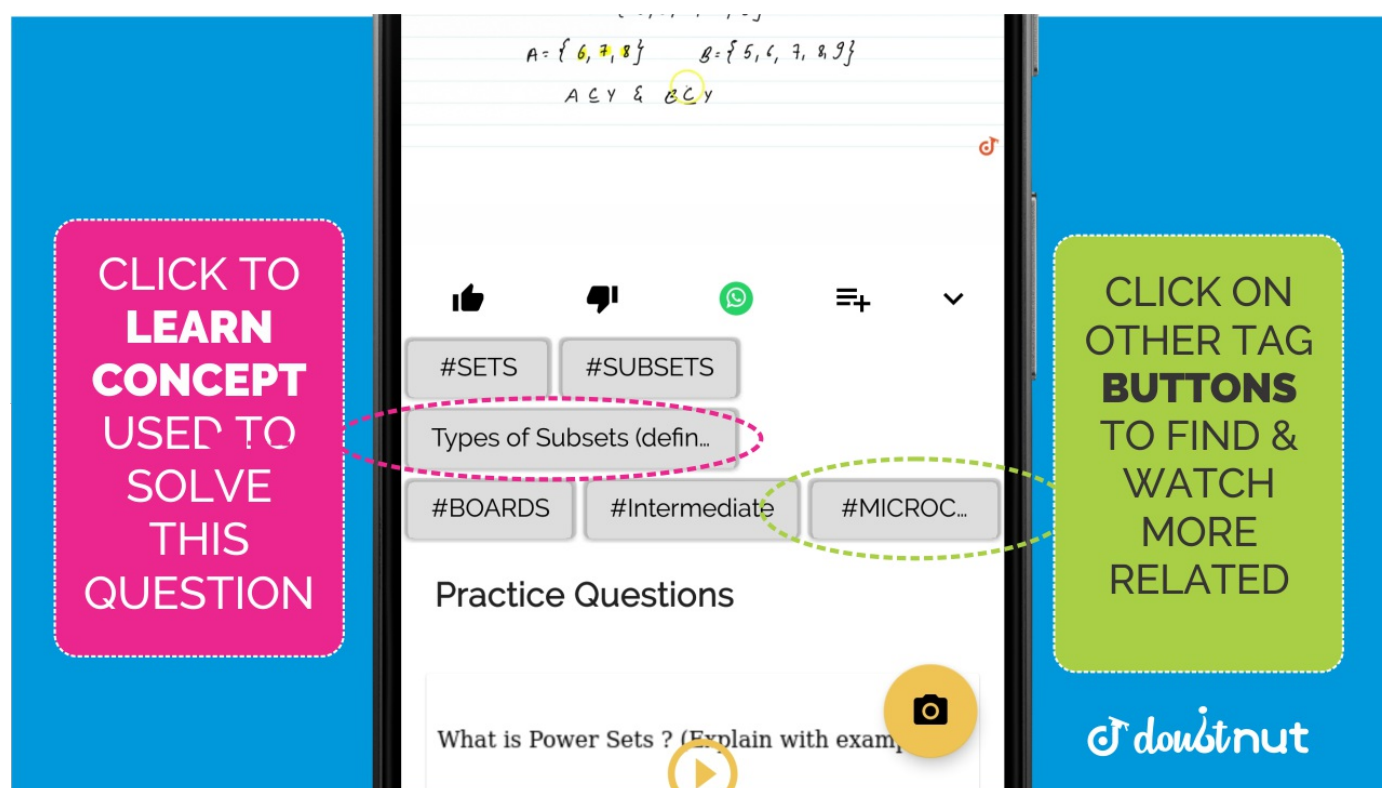 A = { 6, 7, 8} B = { 5, 6, 7, 8, 9}
A ⊆ Y & B ⊆ Y
CLICK TO
LEARN
CONCEPT
USED TO
SOLVE
THIS
QUESTION
#SETS #SUBSETS
Types of Subsets (defin...
#BOARDS #Intermediate #MICROC...
Practice Questions
What is Power Sets ? (Explain with
CLICK ON
OTHER TAG
BUTTONS
TO FIND &
WATCH
MORE
RELATED
doubtnut